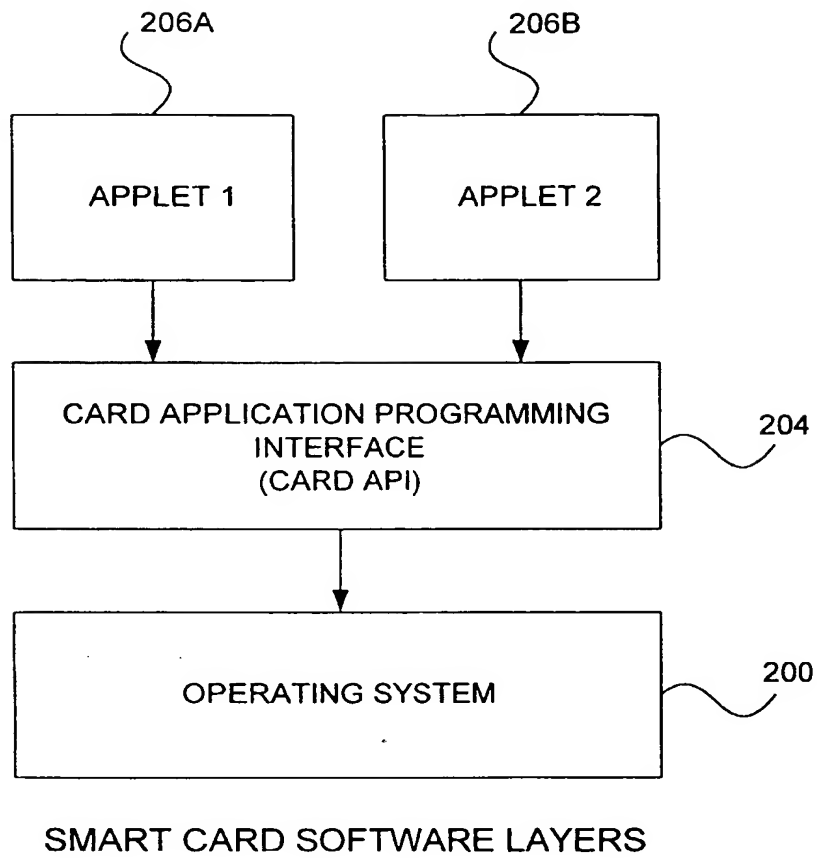 206A
206B
APPLET 1
APPLET 2
CARD APPLICATION PROGRAMMING
INTERFACE
(CARD API)
204
OPERATING SYSTEM
200
SMART CARD SOFTWARE LAYERS